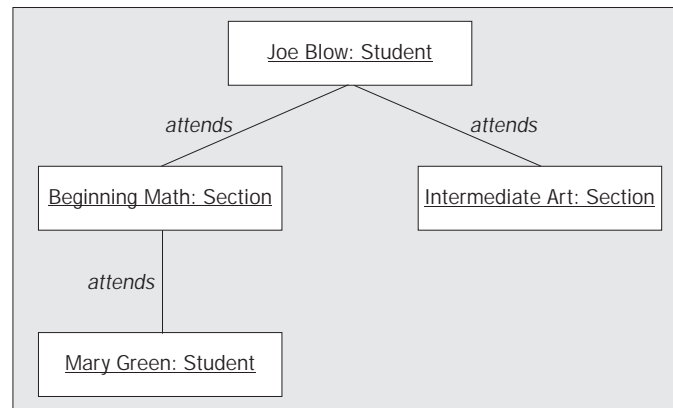 Joe Blow: Student
attends
attends
Beginning Math: Section
Intermediate Art: Section
attends
Mary Green: Student